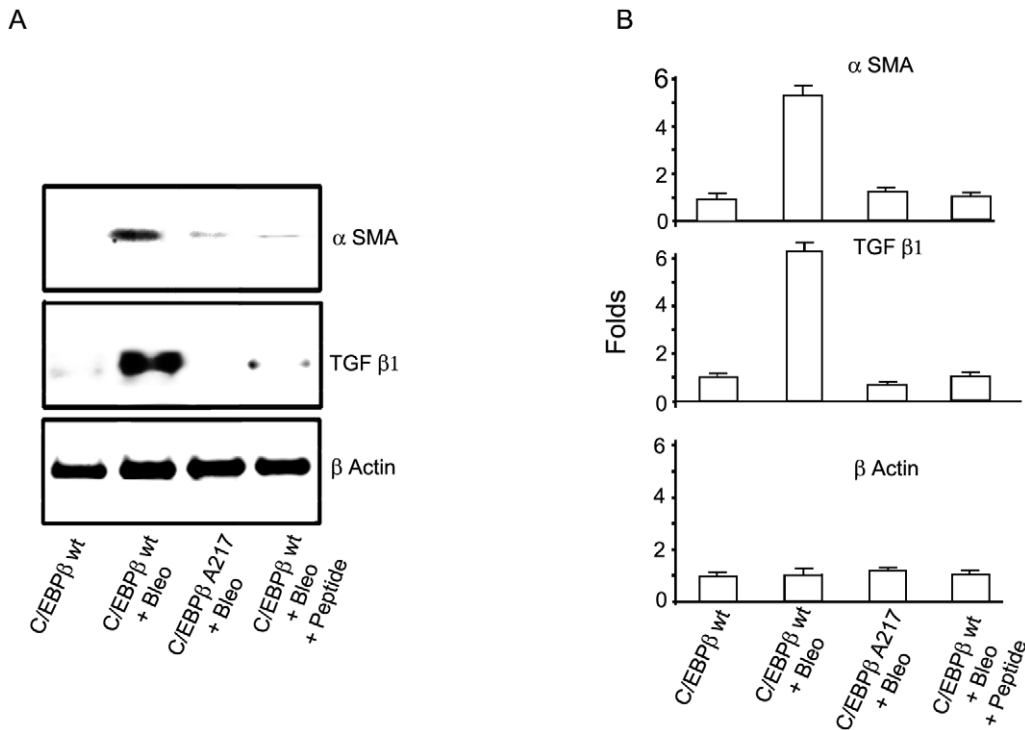 A
α SMA
TGF β1
β Actin
C/EBPβ wt
C/EBPβ wt
+ Bleo
C/EBPβ A217
+ Bleo
C/EBPβ wt
+ Bleo
+ Peptide
B
Folds
α SMA
6
4
2
0
TGF β1
6
4
2
0
β Actin
6
4
2
0
C/EBPβ wt
C/EBPβ wt
+ Bleo
C/EBPβ A217
+ Bleo
C/EBPβ wt
+ Bleo
+ Peptide